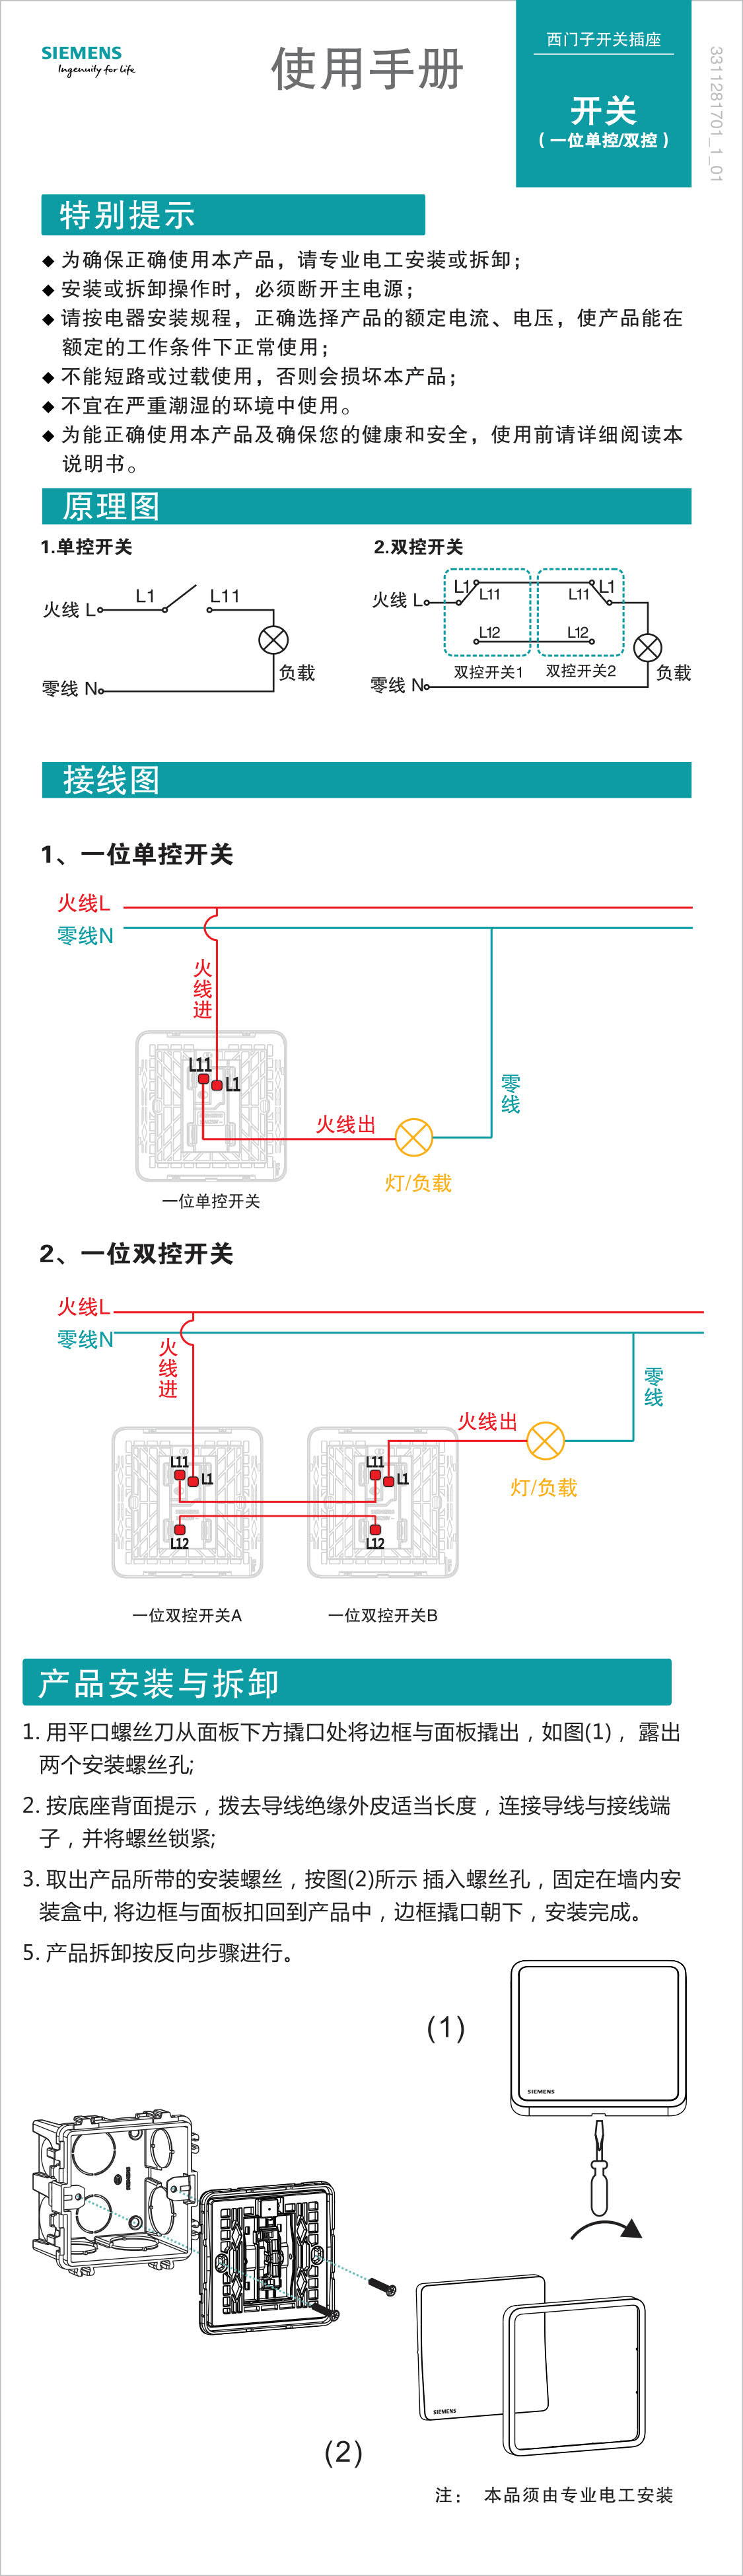 SIEMENS
Ingenuity for life
使用手册
西门子开关插座
开关
（一位单控/双控）
3311281701_1_01
特别提示
◆ 为确保正确使用本产品，请专业电工安装或拆卸；
◆ 安装或拆卸操作时，必须断开主电源；
◆ 请按电器安装规程，正确选择产品的额定电流、电压，使产品能在
额定的工作条件下正常使用；
◆ 不能短路或过载使用，否则会损坏本产品；
◆ 不宜在严重潮湿的环境中使用。
◆ 为能正确使用本产品及确保您的健康和安全，使用前请详细阅读本
说明书。
原理图
1.单控开关
火线 L
L1
L11
负载
零线 N
2.双控开关
火线 L
L1
L11
L11
L1
L12
L12
双控开关1
双控开关2
负载
零线 N
接线图
1、一位单控开关
火线L
零线N
火线进
L11
L1
火线出
零线
灯/负载
一位单控开关
2、一位双控开关
火线L
零线N
火线进
零线
火线出
L11
L1
L11
L1
灯/负载
L12
L12
一位双控开关A
一位双控开关B
产品安装与拆卸
1. 用平口螺丝刀从面板下方撬口处将边框与面板撬出，如图(1)， 露出
两个安装螺丝孔;
2. 按底座背面提示，拨去导线绝缘外皮适当长度，连接导线与接线端
子，并将螺丝锁紧;
3. 取出产品所带的安装螺丝，按图(2)所示 插入螺丝孔，固定在墙内安
装盒中, 将边框与面板扣回到产品中，边框撬口朝下，安装完成。
5. 产品拆卸按反向步骤进行。
(1)
SIEMENS
SIEMENS
(2)
注： 本品须由专业电工安装